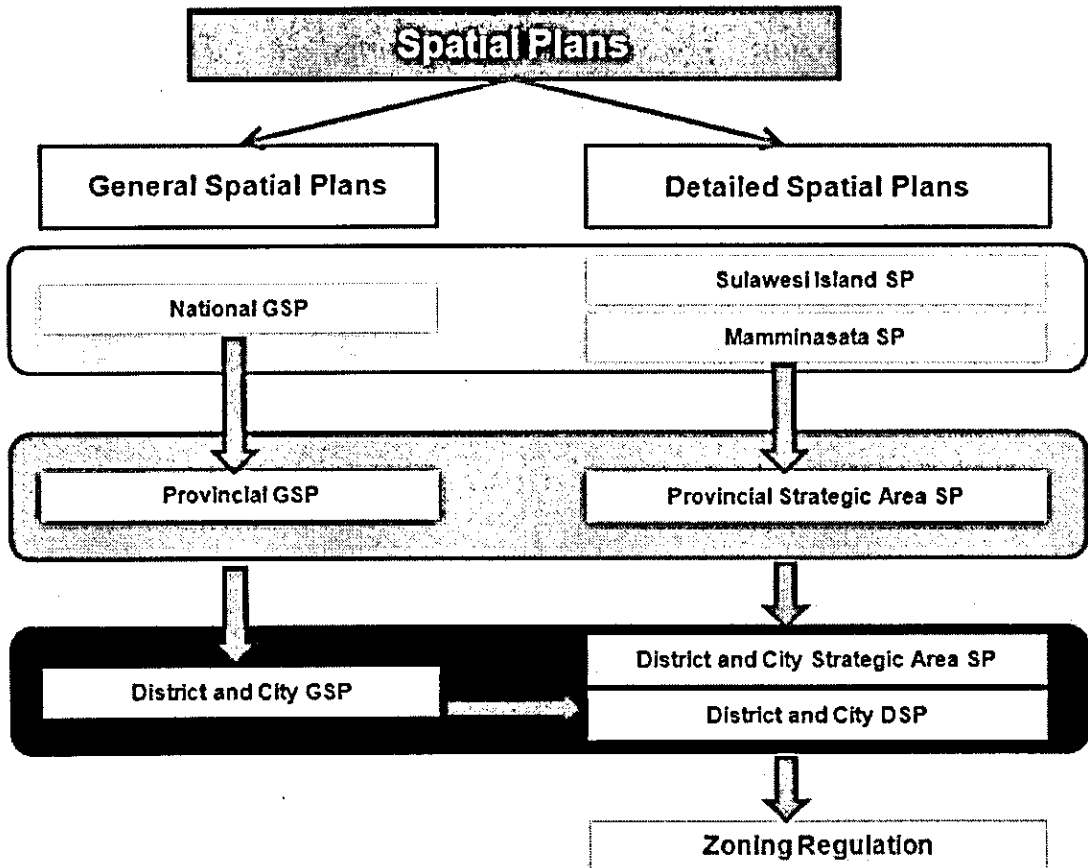 Spatial Plans
General Spatial Plans
Detailed Spatial Plans
National GSP
Sulawesi Island SP
Mamminasata SP
Provincial GSP
Provincial Strategic Area SP
District and City GSP
District and City Strategic Area SP
District and City DSP
Zoning Regulation